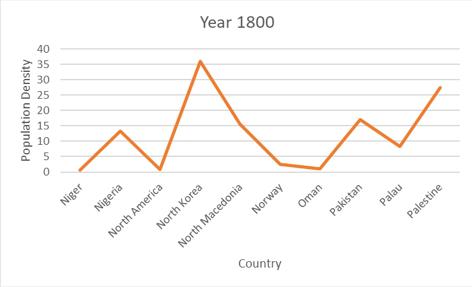 Year 1800
Population Density
40
35
30
25
20
15
10
5
0
Niger
Nigeria
North America
North Korea
North Macedonia
Norway
Oman
Pakistan
Palau
Palestine
Country